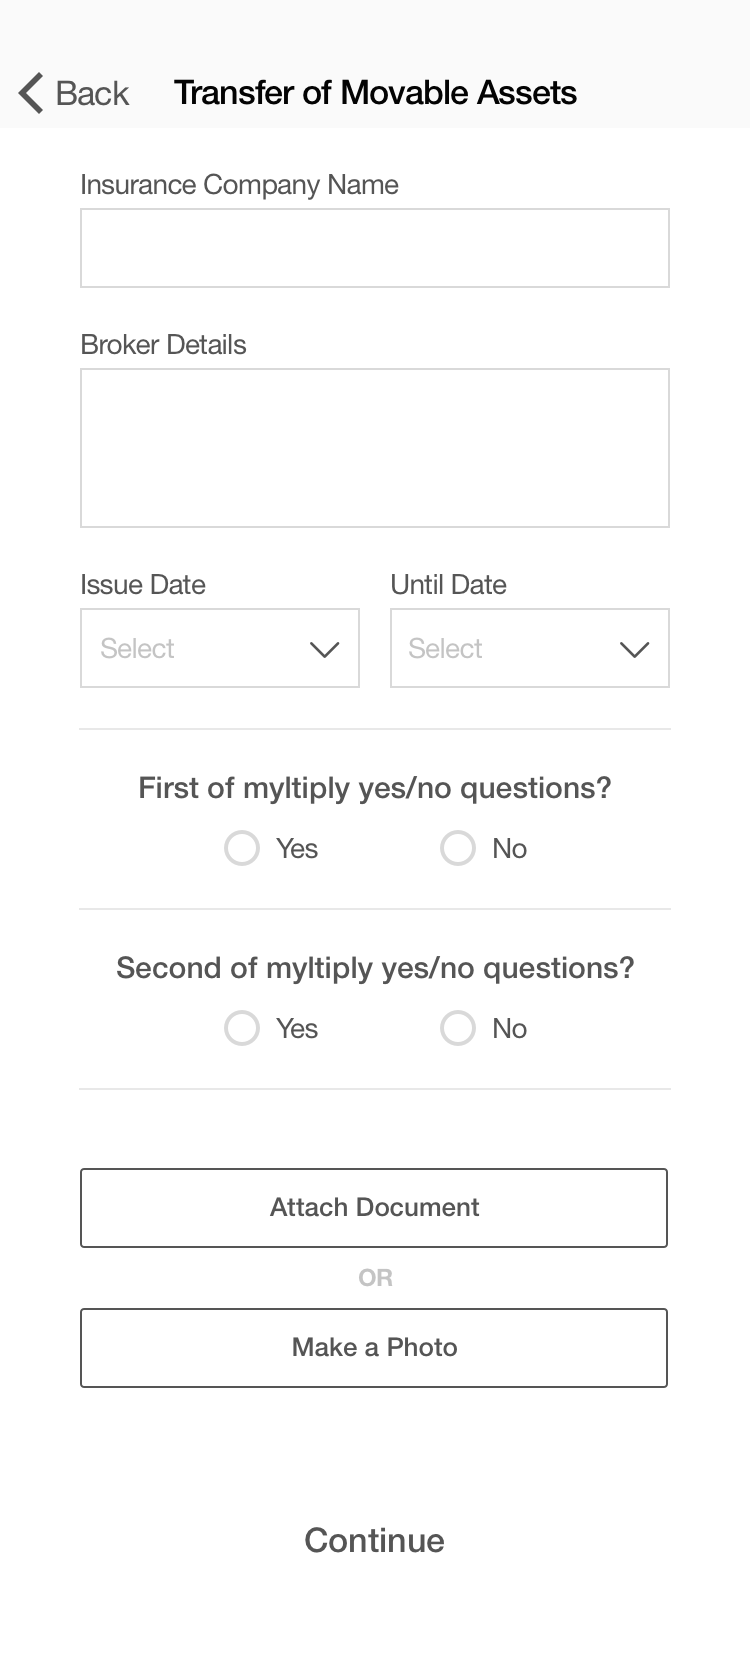 Back Transfer of Movable Assets
Insurance Company Name
Broker Details
Issue Date Until Date
Select Select
First of myltiply yes/no questions?
Yes No
Second of myltiply yes/no questions?
Yes No
Attach Document
OR
Make a Photo
Continue